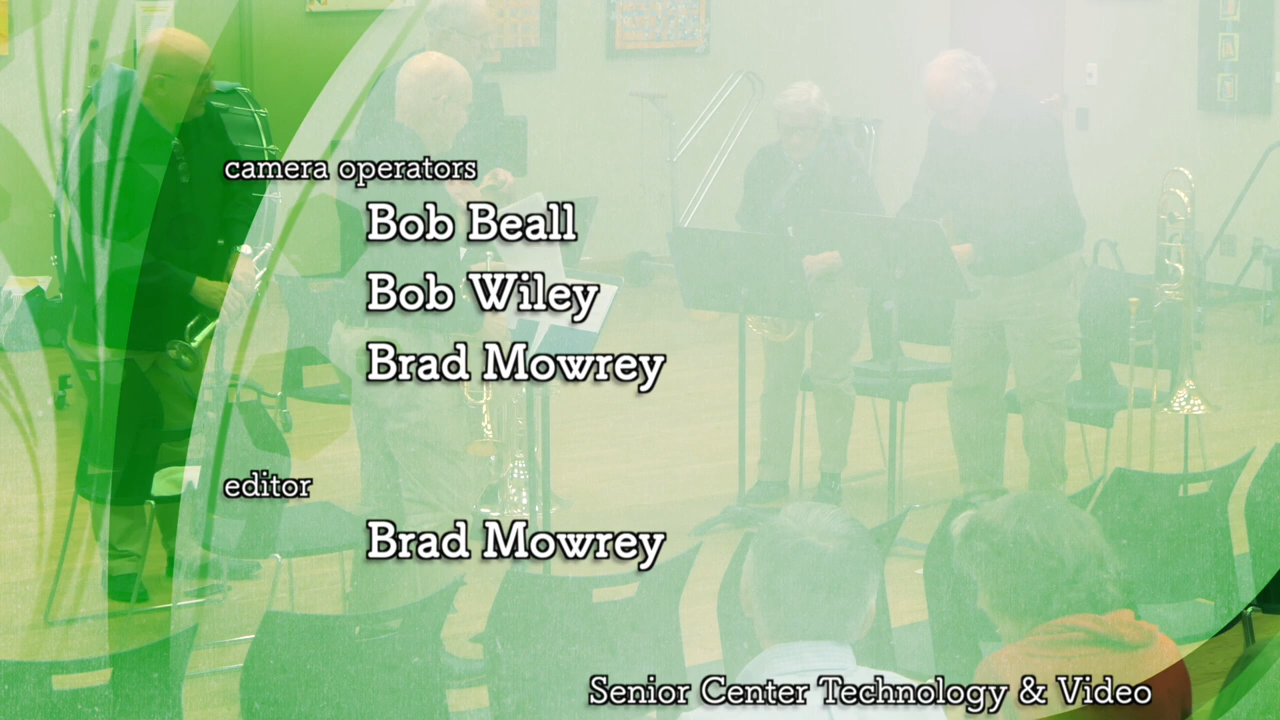 camera operators
Bob Beall
Bob Wiley
Brad Mowrey
editor
Brad Mowrey
Senior Center Technology & Video